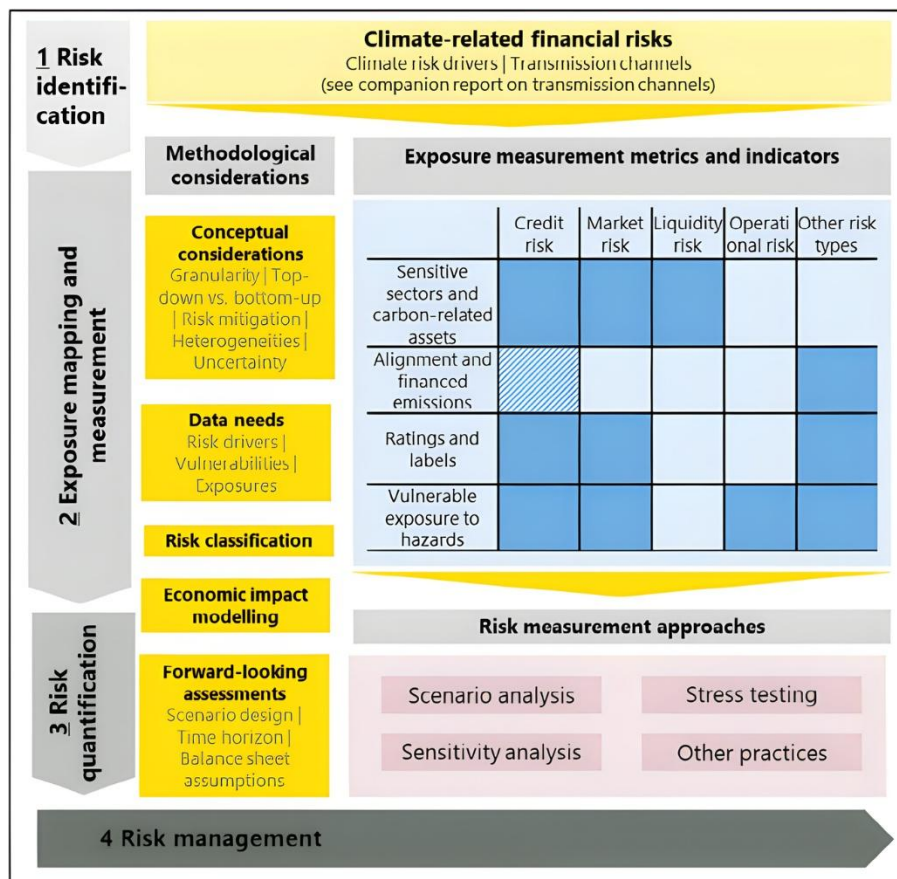 1 Risk
identifi-
cation
Climate-related financial risks
Climate risk drivers | Transmission channels
(see companion report on transmission channels)
Methodological
considerations
Exposure measurement metrics and indicators
2 Exposure mapping and
measurement
Conceptual
considerations
Granularity | Top-
down vs. bottom-up
| Risk mitigation |
Heterogeneities |
Uncertainty
Data needs
Risk drivers |
Vulnerabilities |
Exposures
Risk classification
Economic impact
modelling
Credit
risk
Market
risk
Liquidity
risk
Operati
onal risk
Other risk
types
Sensitive
sectors and
carbon-related
assets
Alignment and
financed
emissions
Ratings and
labels
Vulnerable
exposure to
hazards
3 Risk
quantification
Forward-looking
assessments
Scenario design |
Time horizon |
Balance sheet
assumptions
Risk measurement approaches
Scenario analysis
Stress testing
Sensitivity analysis
Other practices
4 Risk management